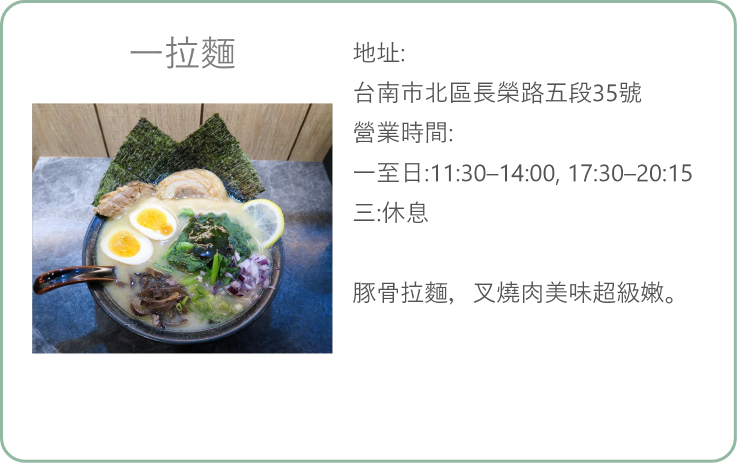 一拉麵
地址:
台南市北區長榮路五段35號
營業時間:
一至日:11:30–14:00, 17:30–20:15
三:休息
豚骨拉麵，叉燒肉美味超級嫩。